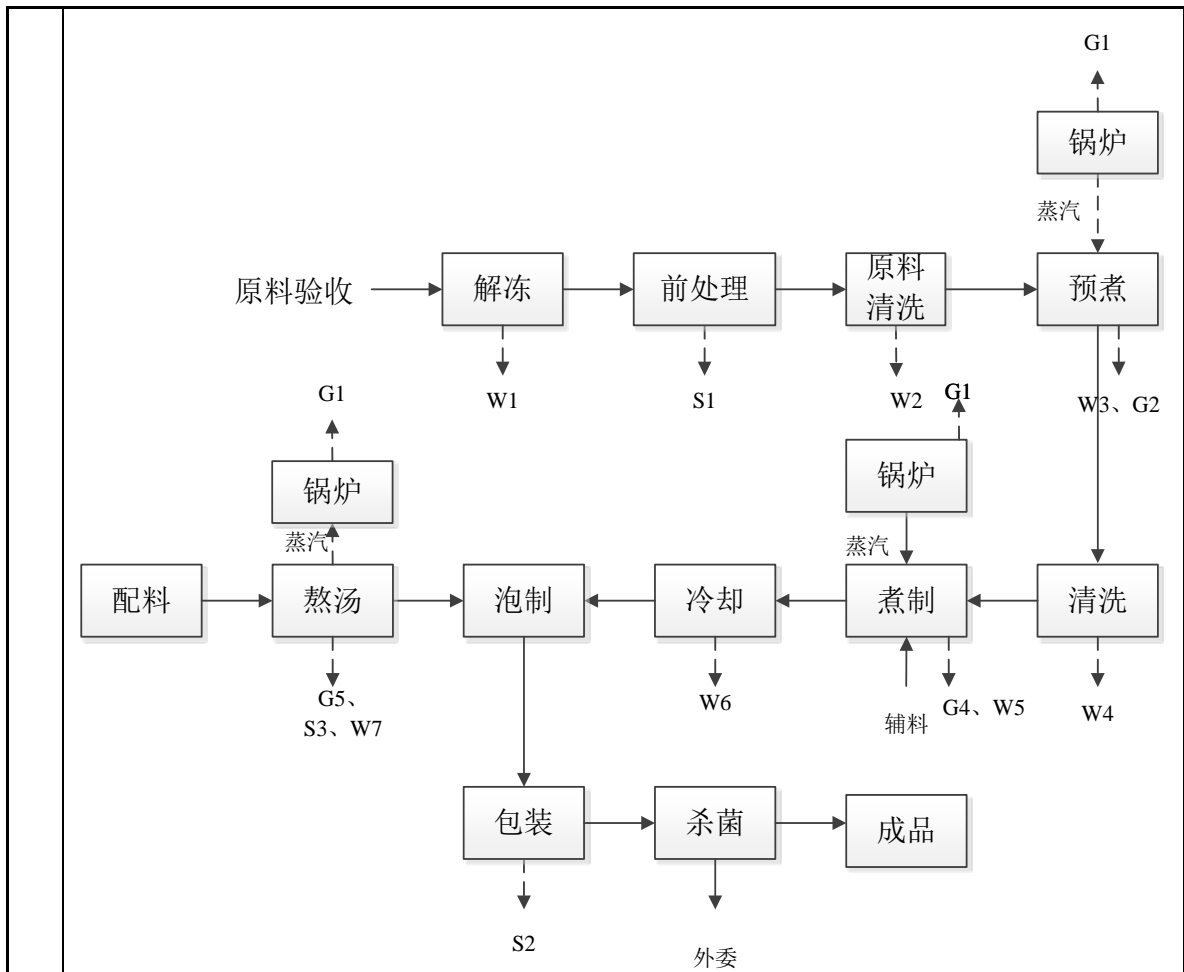 G1
锅炉
蒸汽
原料验收
解冻
前处理
原料
清洗
预煮
W1
S1
W2
W3、G2
G1
锅炉
蒸汽
G1
锅炉
蒸汽
配料
熬汤
泡制
冷却
煮制
清洗
G5、
S3、W7
W6
辅料
G4、W5
W4
包装
杀菌
成品
S2
外委